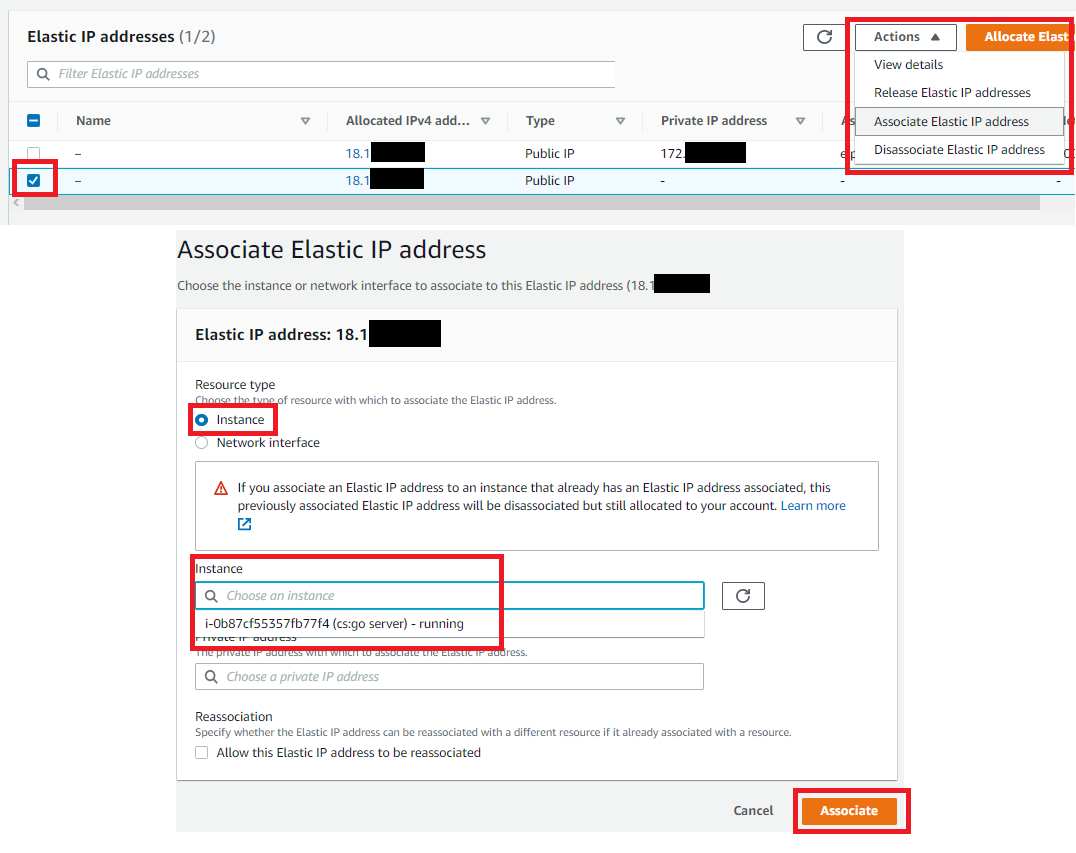 Elastic IP addresses (1/2)
Actions
Allocate Elast
Filter Elastic IP addresses
View details
Release Elastic IP addresses
Associate Elastic IP address
Disassociate Elastic IP address
Name
Allocated IPv4 add...
Type
Private IP address
–
18.1
Public IP
172.
–
18.1
Public IP
-
-
-
Associate Elastic IP address
Choose the instance or network interface to associate to this Elastic IP address (18.1
Elastic IP address: 18.1
Resource type
Choose the type of resource with which to associate the Elastic IP address.
Instance
Network interface
If you associate an Elastic IP address to an instance that already has an Elastic IP address associated, this
previously associated Elastic IP address will be disassociated but still allocated to your account. Learn more
Instance
Choose an instance
i-0b87cf55357fb77f4 (cs:go server) - running
Private IP address
The private IP address with which to associate the Elastic IP address.
Choose a private IP address
Reassociation
Specify whether the Elastic IP address can be reassociated with a different resource if it already associated with a resource.
Allow this Elastic IP address to be reassociated
Cancel
Associate